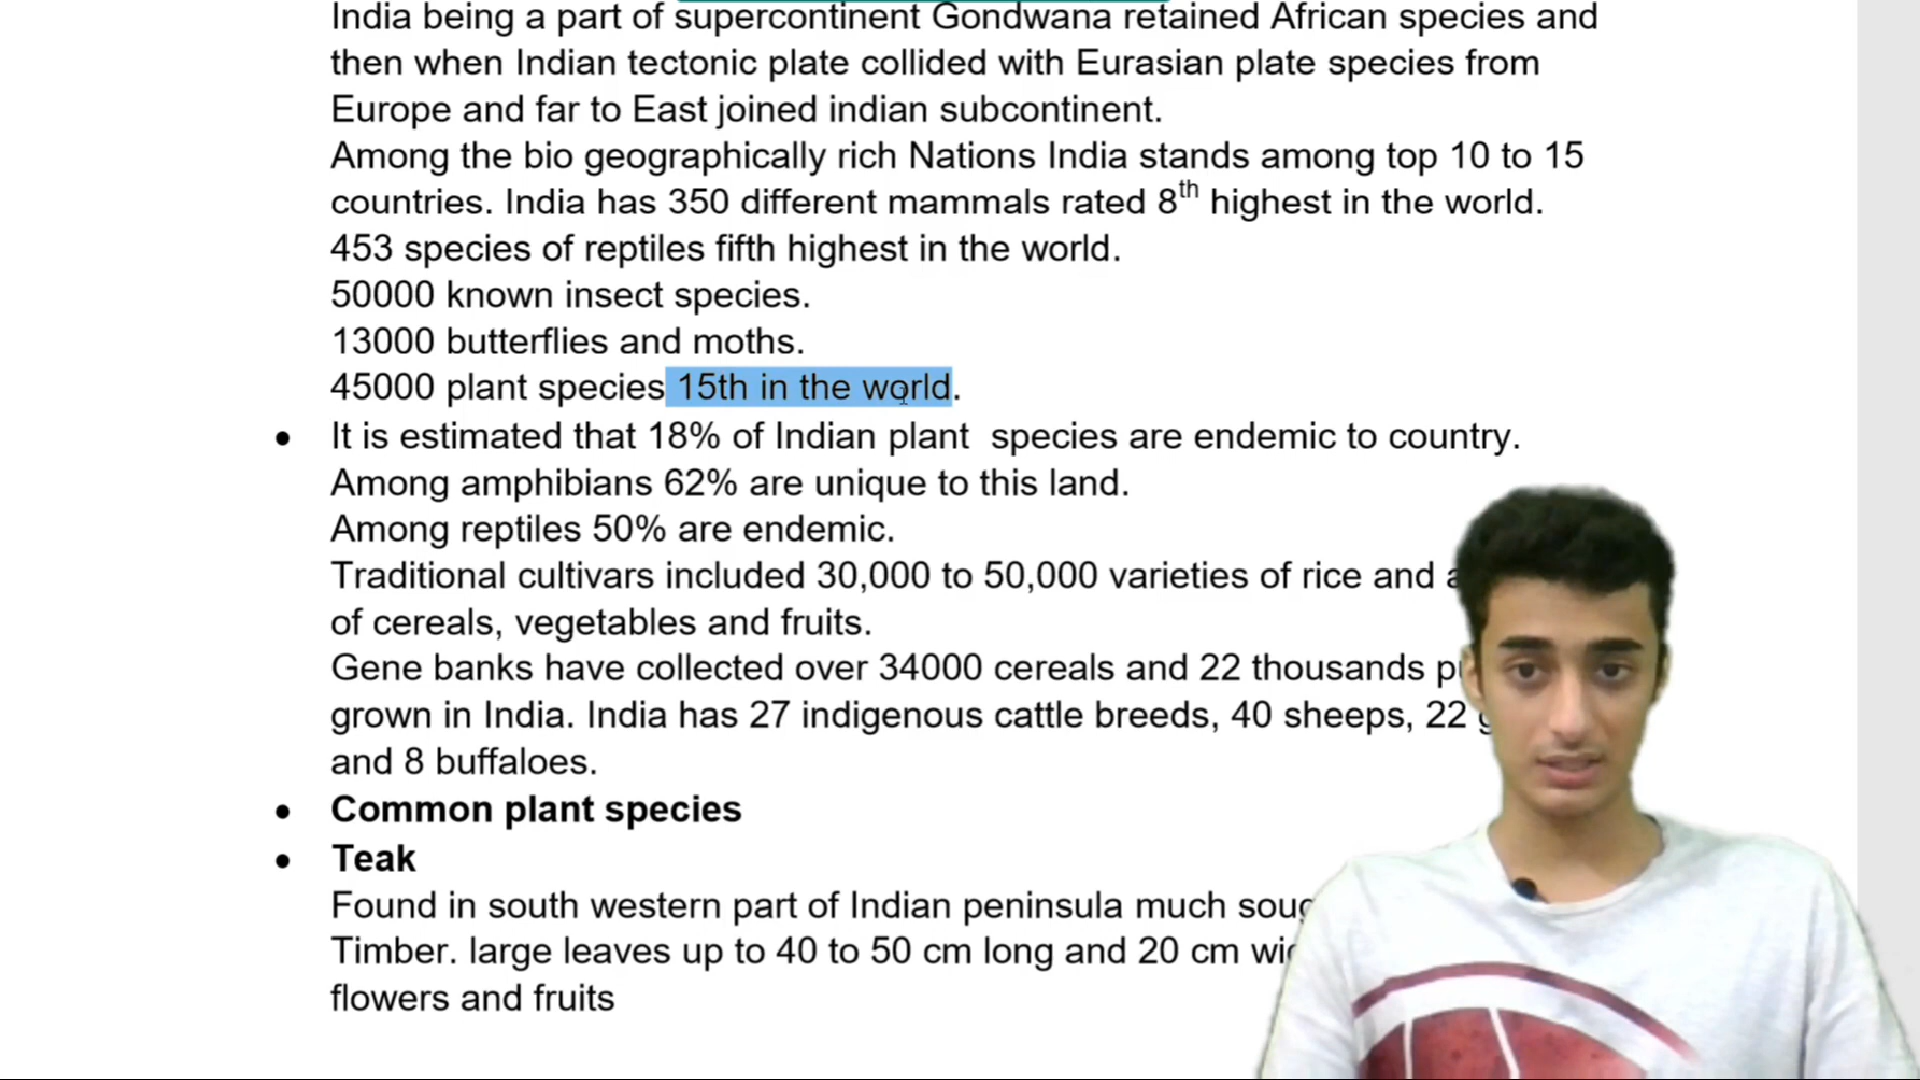 India being a part of supercontinent Gondwana retained African species and
then when Indian tectonic plate collided with Eurasian plate species from
Europe and far to East joined indian subcontinent.
Among the bio geographically rich Nations India stands among top 10 to 15
countries. India has 350 different mammals rated 8th highest in the world.
453 species of reptiles fifth highest in the world.
50000 known insect species.
13000 butterflies and moths.
45000 plant species 15th in the world.
• It is estimated that 18% of Indian plant species are endemic to country.
Among amphibians 62% are unique to this land.
Among reptiles 50% are endemic.
Traditional cultivars included 30,000 to 50,000 varieties of rice and
of cereals, vegetables and fruits.
Gene banks have collected over 34000 cereals and 22 thousands
grown in India. India has 27 indigenous cattle breeds, 40 sheeps, 22
and 8 buffaloes.
• Common plant species
• Teak
Found in south western part of Indian peninsula much
Timber. large leaves up to 40 to 50 cm long and 20 cm
flowers and fruits